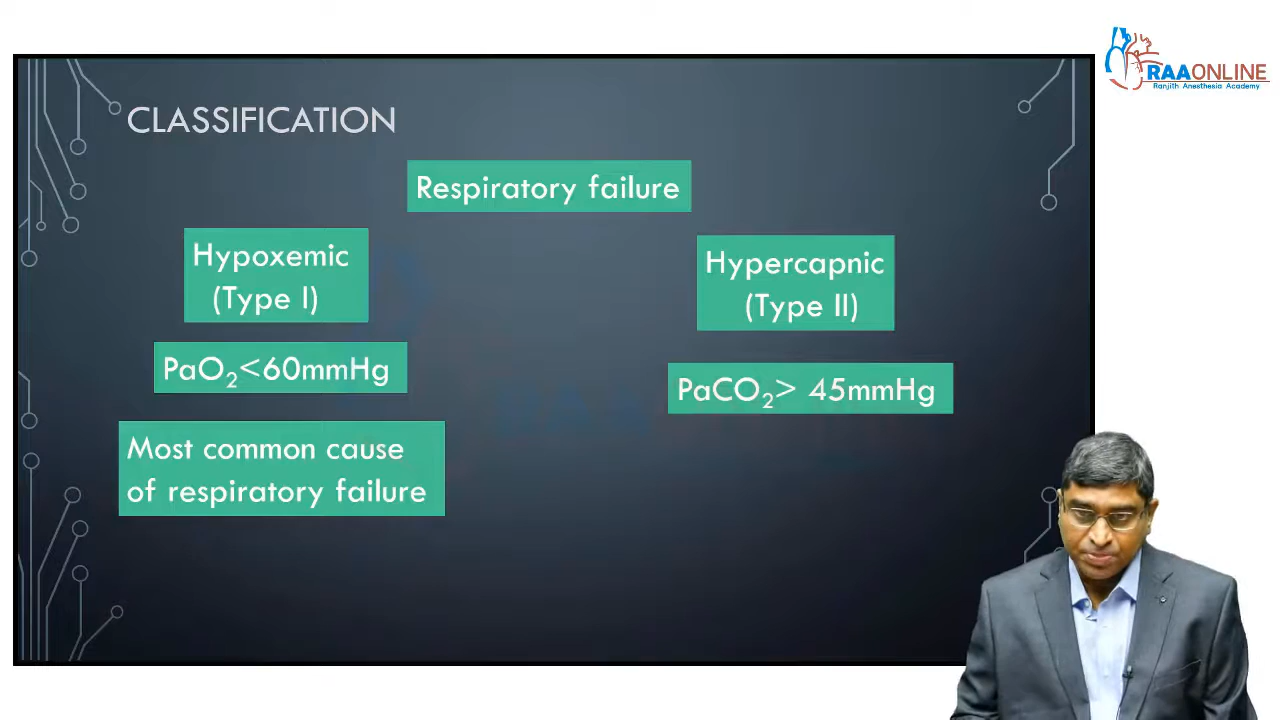 RAAONLINE
Ranjith Anesthesia Academy
CLASSIFICATION
Respiratory failure
Hypoxemic
(Type I)
Hypercapnic
(Type II)
PaO₂<60mmHg
PaCO₂> 45mmHg
Most common cause
of respiratory failure
RAA